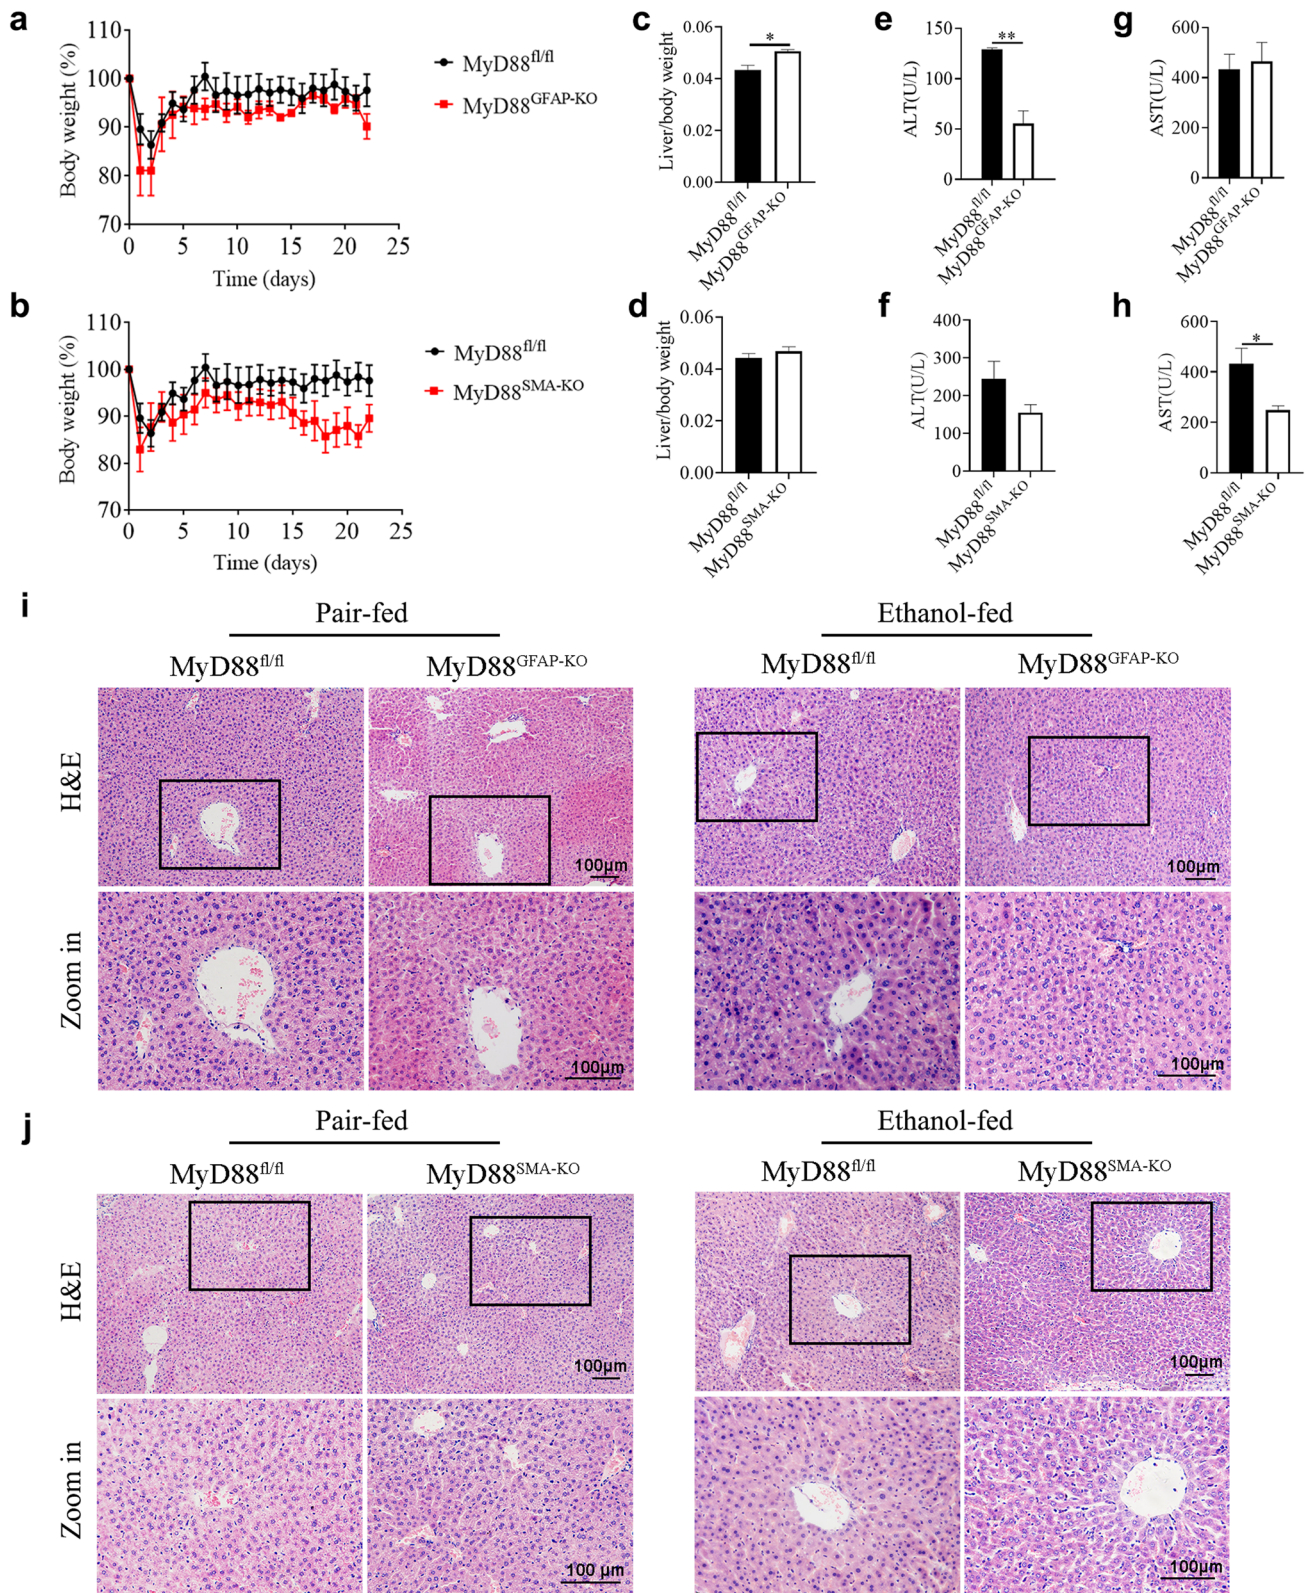 a
110
100
90
80
70
Body weight (%)
0 5 10 15 20 25
Time (days)
MyD88fl/fl
MyD88GFAP-KO
b
110
100
90
80
70
Body weight (%)
0 5 10 15 20 25
Time (days)
MyD88fl/fl
MyD88SMA-KO
c
0.06
0.04
0.02
0.00
Liver/body weight
*
MyD88fl/fl
MyD88GFAP-KO
d
0.06
0.04
0.02
0.00
Liver/body weight
MyD88fl/fl
MyD88SMA-KO
e
150
100
50
0
ALT(U/L)
**
MyD88fl/fl
MyD88GFAP-KO
f
400
300
200
100
0
ALT(U/L)
MyD88fl/fl
MyD88SMA-KO
g
600
400
200
0
AST(U/L)
MyD88fl/fl
MyD88GFAP-KO
h
600
400
200
0
AST(U/L)
*
MyD88fl/fl
MyD88SMA-KO
i
Pair-fed Ethanol-fed
MyD88fl/fl MyD88GFAP-KO MyD88fl/fl MyD88GFAP-KO
H&E
100μm 100μm
Zoom in
100μm 100μm
j
Pair-fed Ethanol-fed
MyD88fl/fl MyD88SMA-KO MyD88fl/fl MyD88SMA-KO
H&E
100μm 100μm
Zoom in
100 μm 100μm